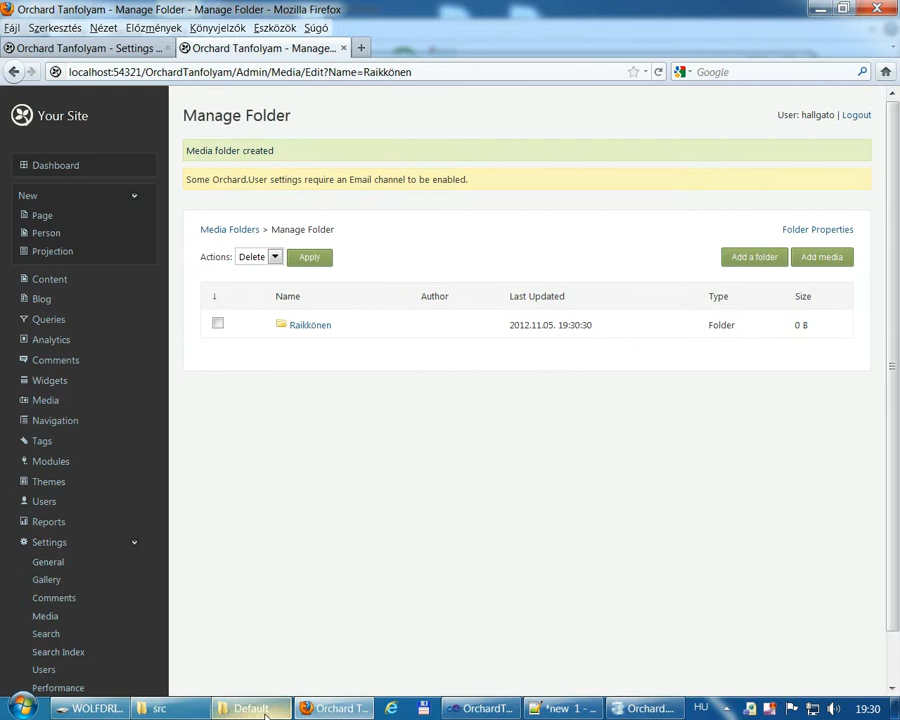 Orchard Tanfolyam - Manage Folder - Manage Folder - Mozilla Firefox
Fájl Szerkesztés Nézet Előzmények Könyvjelzők Eszközök Súgó
Orchard Tanfolyam - Settings ... × Orchard Tanfolyam - Manage... × +
localhost:54321/OrchardTanfolyam/Admin/Media/Edit?Name=Raikkönen
Google
Your Site
Manage Folder
User: hallgato | Logout
Media folder created
Some Orchard.User settings require an Email channel to be enabled.
Media Folders > Manage Folder
Folder Properties
Actions: Delete Apply
Add a folder Add media
↓ Name Author Last Updated Type Size
Raikkönen 2012.11.05. 19:30:30 Folder 0 B
Dashboard
New
Page
Person
Projection
Content
Blog
Queries
Analytics
Comments
Widgets
Media
Navigation
Tags
Modules
Themes
Users
Reports
Settings
General
Gallery
Comments
Media
Search
Search Index
Users
Performance
WOLFDRI... src Default Orchard T... OrchardT... *new 1 - ... Orchard.... HU 19:30